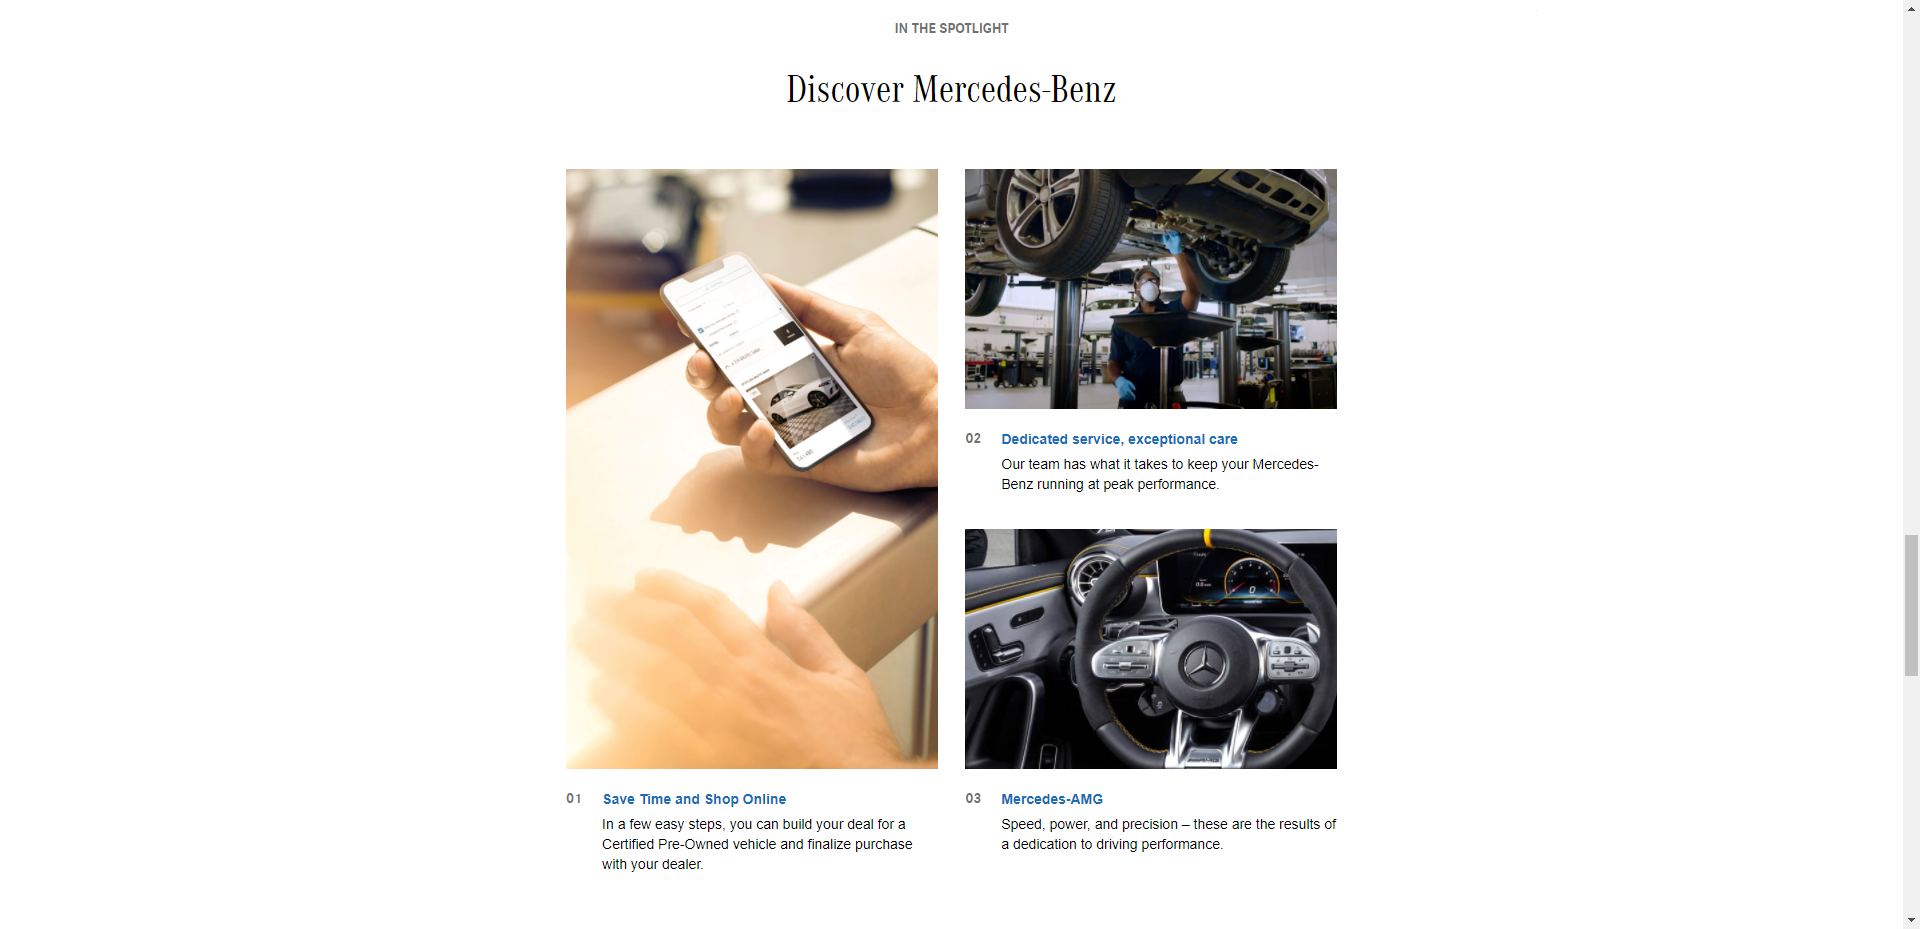 IN THE SPOTLIGHT
Discover Mercedes-Benz
01
Save Time and Shop Online
In a few easy steps, you can build your deal for a
Certified Pre-Owned vehicle and finalize purchase
with your dealer.
02
Dedicated service, exceptional care
Our team has what it takes to keep your Mercedes-
Benz running at peak performance.
0
03
Mercedes-AMG
Speed, power, and precision – these are the results of
a dedication to driving performance.